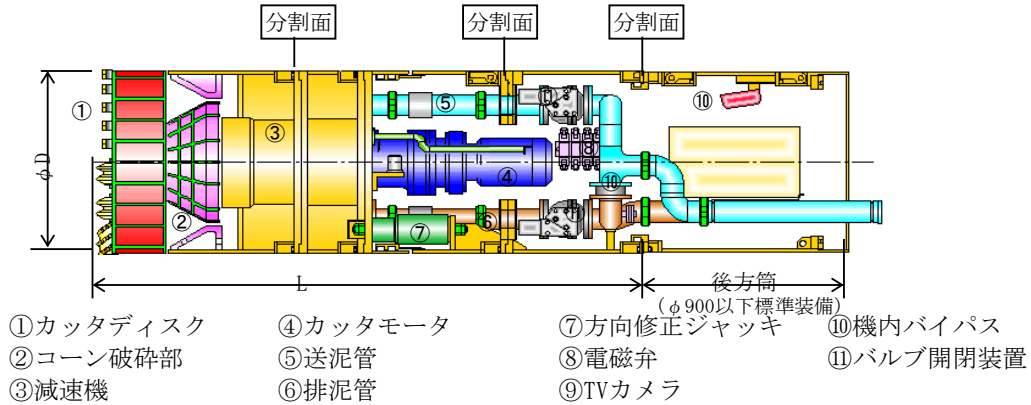 分割面 分割面 分割面
① ⑤ ⑩
③
φD
⑧
④ ⑩
② ⑥
⑦
L 後方筒
(φ900以下標準装備)
①カッタディスク ④カッタモータ ⑦方向修正ジャッキ ⑩機内バイパス
②コーン破砕部 ⑤送泥管 ⑧電磁弁 ⑪バルブ開閉装置
③減速機 ⑥排泥管 ⑨TVカメラ